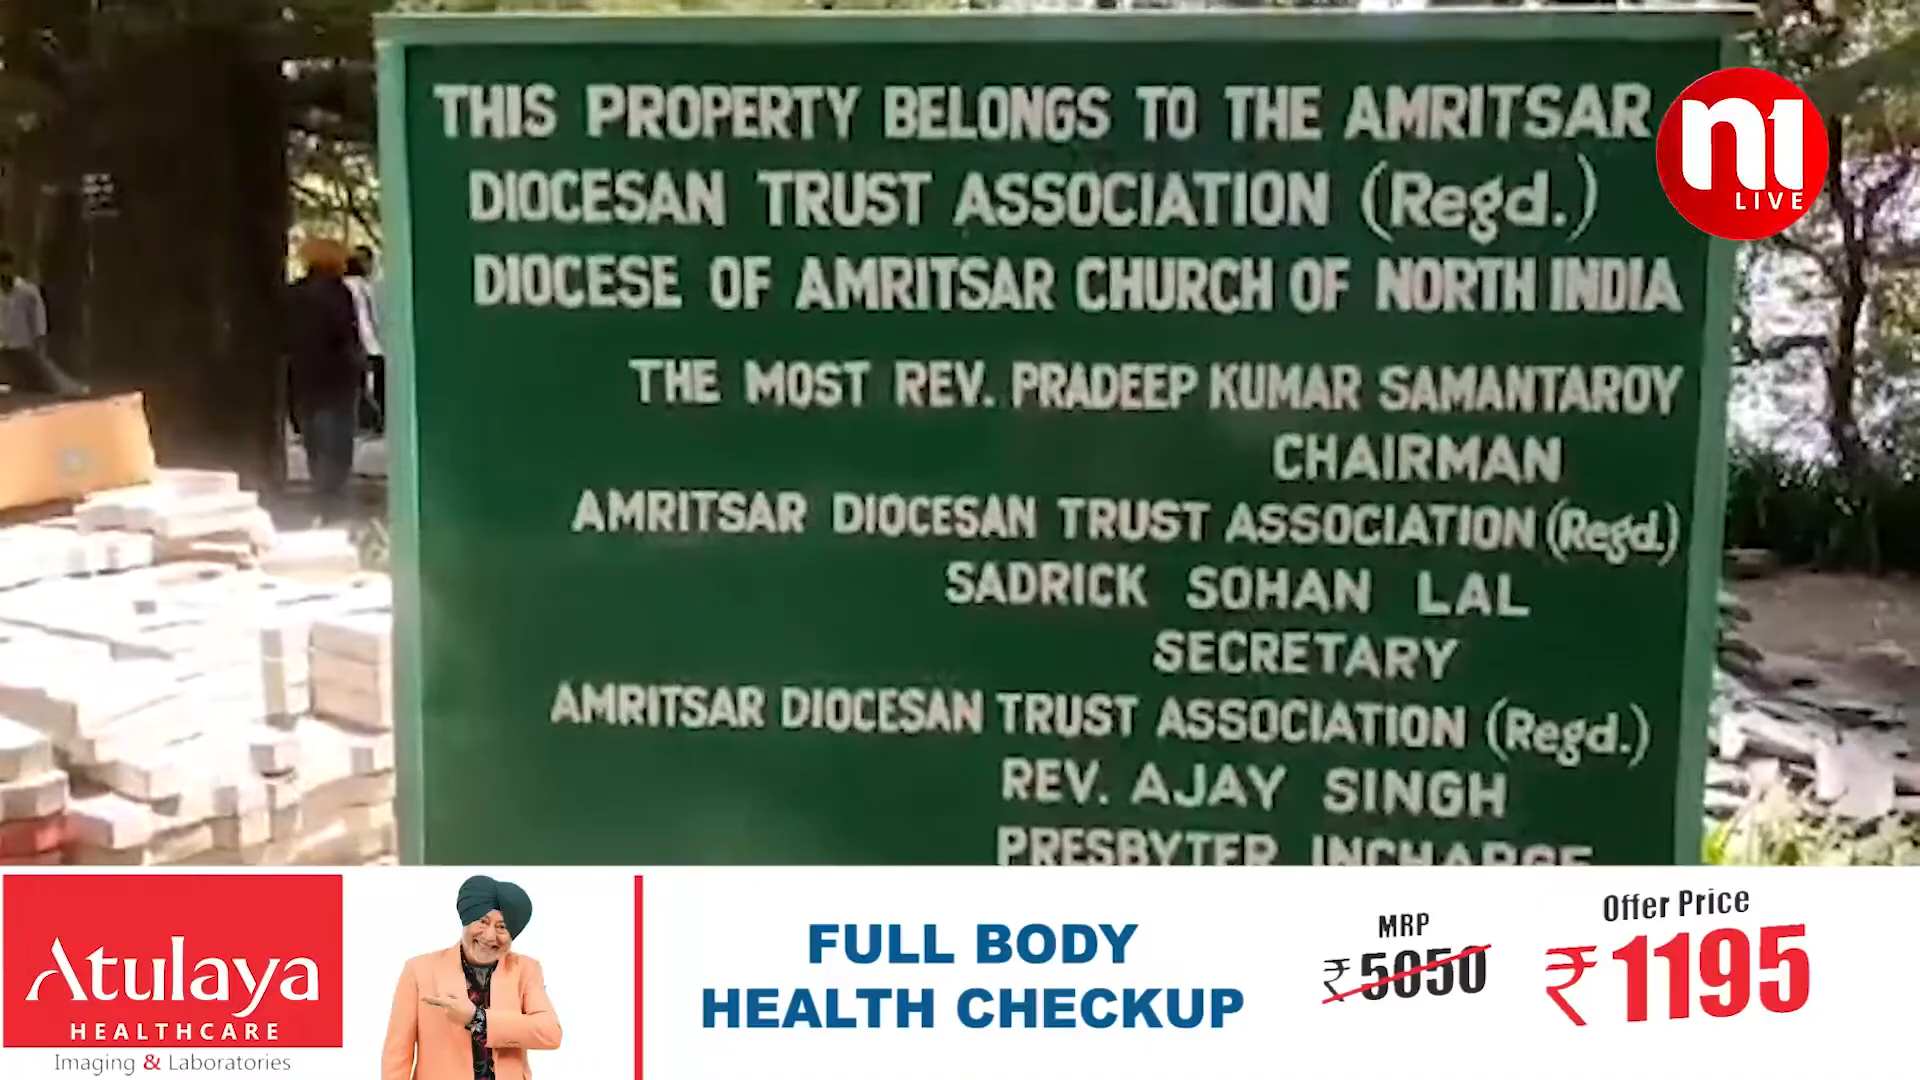 THIS PROPERTY BELONGS TO THE AMRITSAR
DIOCESAN TRUST ASSOCIATION (Regd.)
DIOCESE OF AMRITSAR CHURCH OF NORTH INDIA
THE MOST REV. PRADEEP KUMAR SAMANTAROY
CHAIRMAN
AMRITSAR DIOCESAN TRUST ASSOCIATION (Regd.)
SADRICK SOHAN LAL
SECRETARY
AMRITSAR DIOCESAN TRUST ASSOCIATION (Regd.)
REV. AJAY SINGH
PRESBYTER INCHARGE
n1
LIVE
Atulaya
HEALTHCARE
Imaging & Laboratories
FULL BODY
HEALTH CHECKUP
MRP
₹5050
Offer Price
₹1195